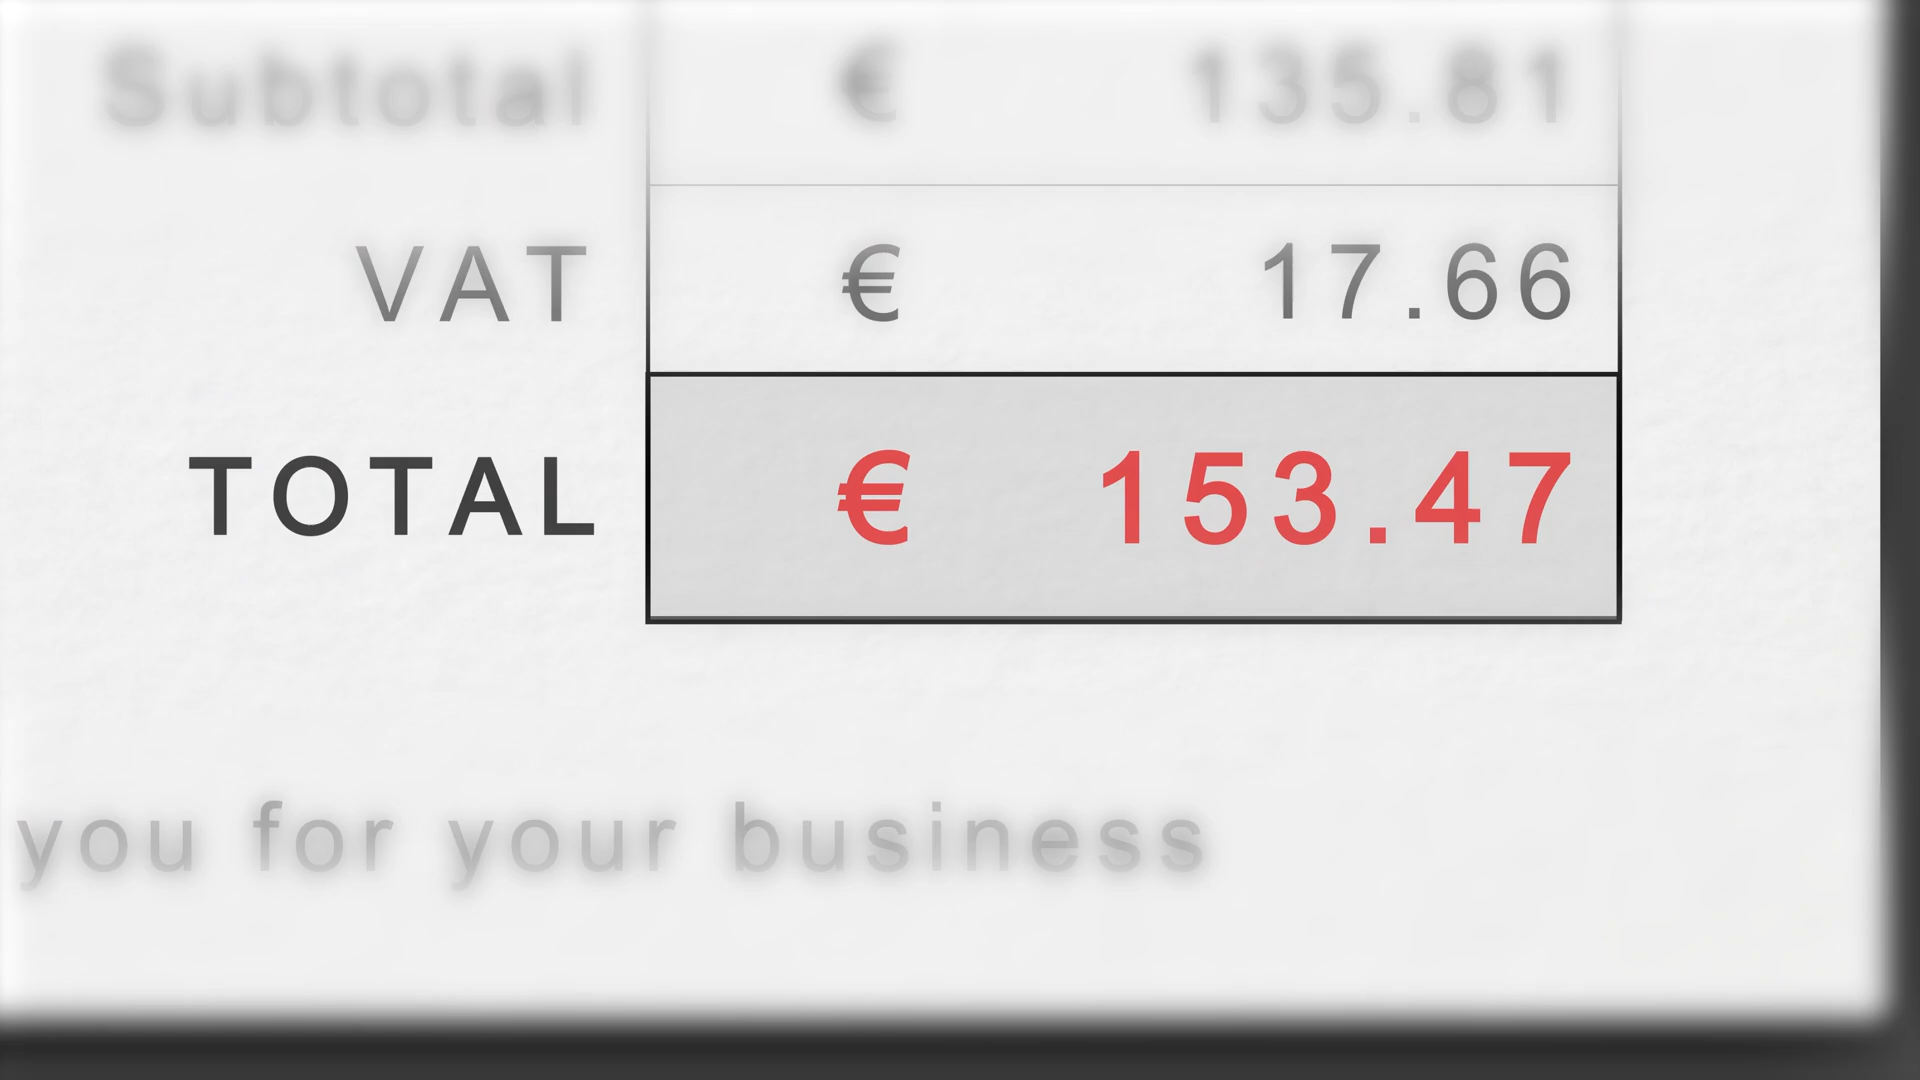 Subtotal € 135.81
VAT € 17.66
TOTAL € 153.47
you for your business